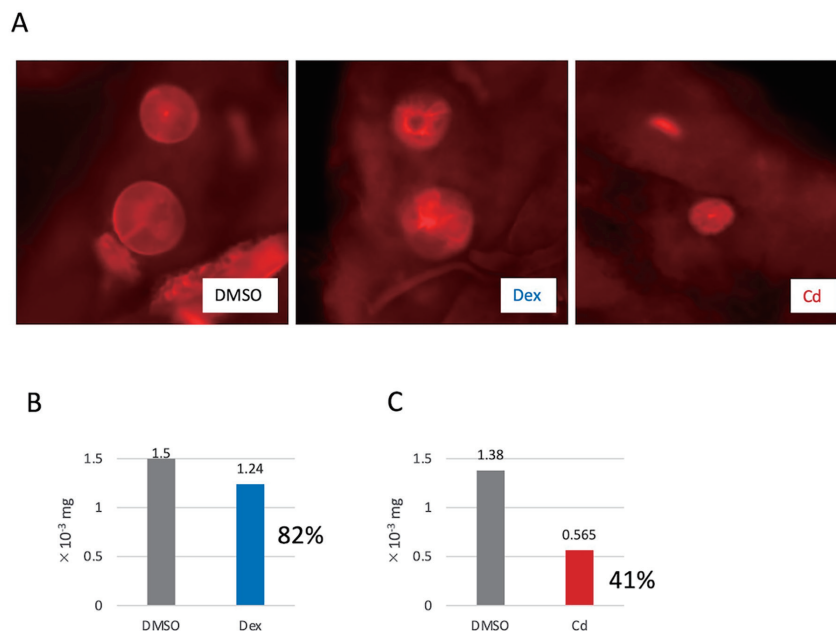 A
DMSO
Dex
Cd
B
C
1.5
1.24
1.38
0.565
1.5
1
0.5
0
× 10⁻³ mg
82%
DMSO
Dex
1.5
1
0.5
0
× 10⁻³ mg
41%
DMSO
Cd